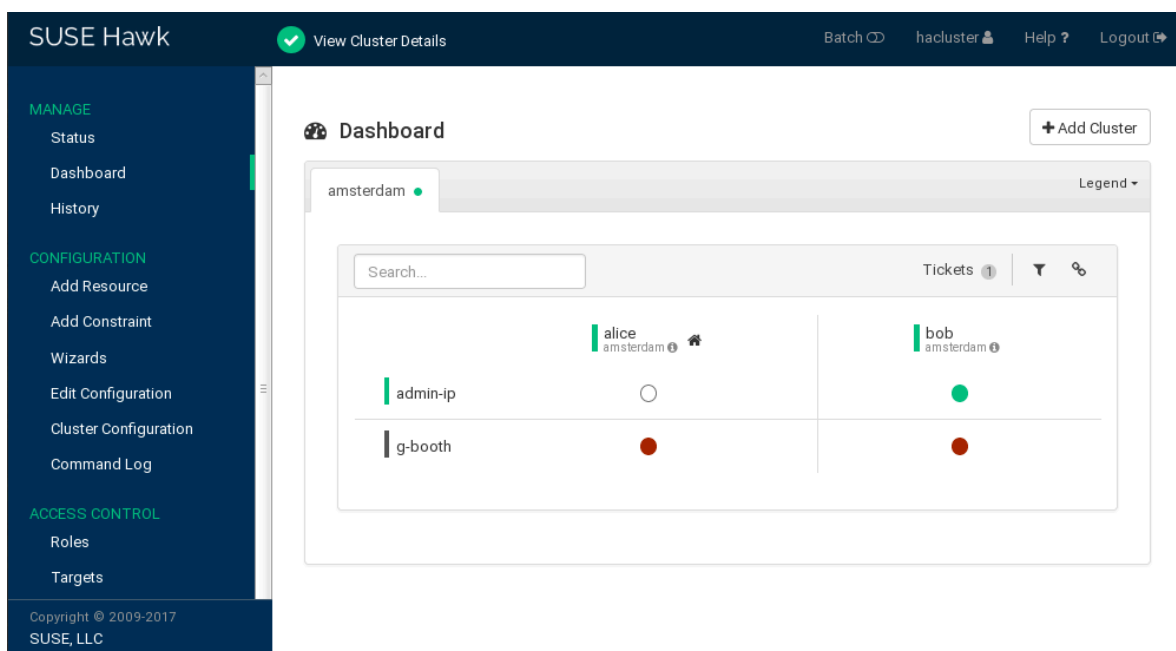 SUSE Hawk
View Cluster Details
Batch
hacluster
Help ?
Logout
MANAGE
Status
Dashboard
History
CONFIGURATION
Add Resource
Add Constraint
Wizards
Edit Configuration
Cluster Configuration
Command Log
ACCESS CONTROL
Roles
Targets
Copyright © 2009-2017
SUSE, LLC
Dashboard
+ Add Cluster
amsterdam
Legend
Search...
Tickets 1
alice
amsterdam
bob
amsterdam
admin-ip
g-booth